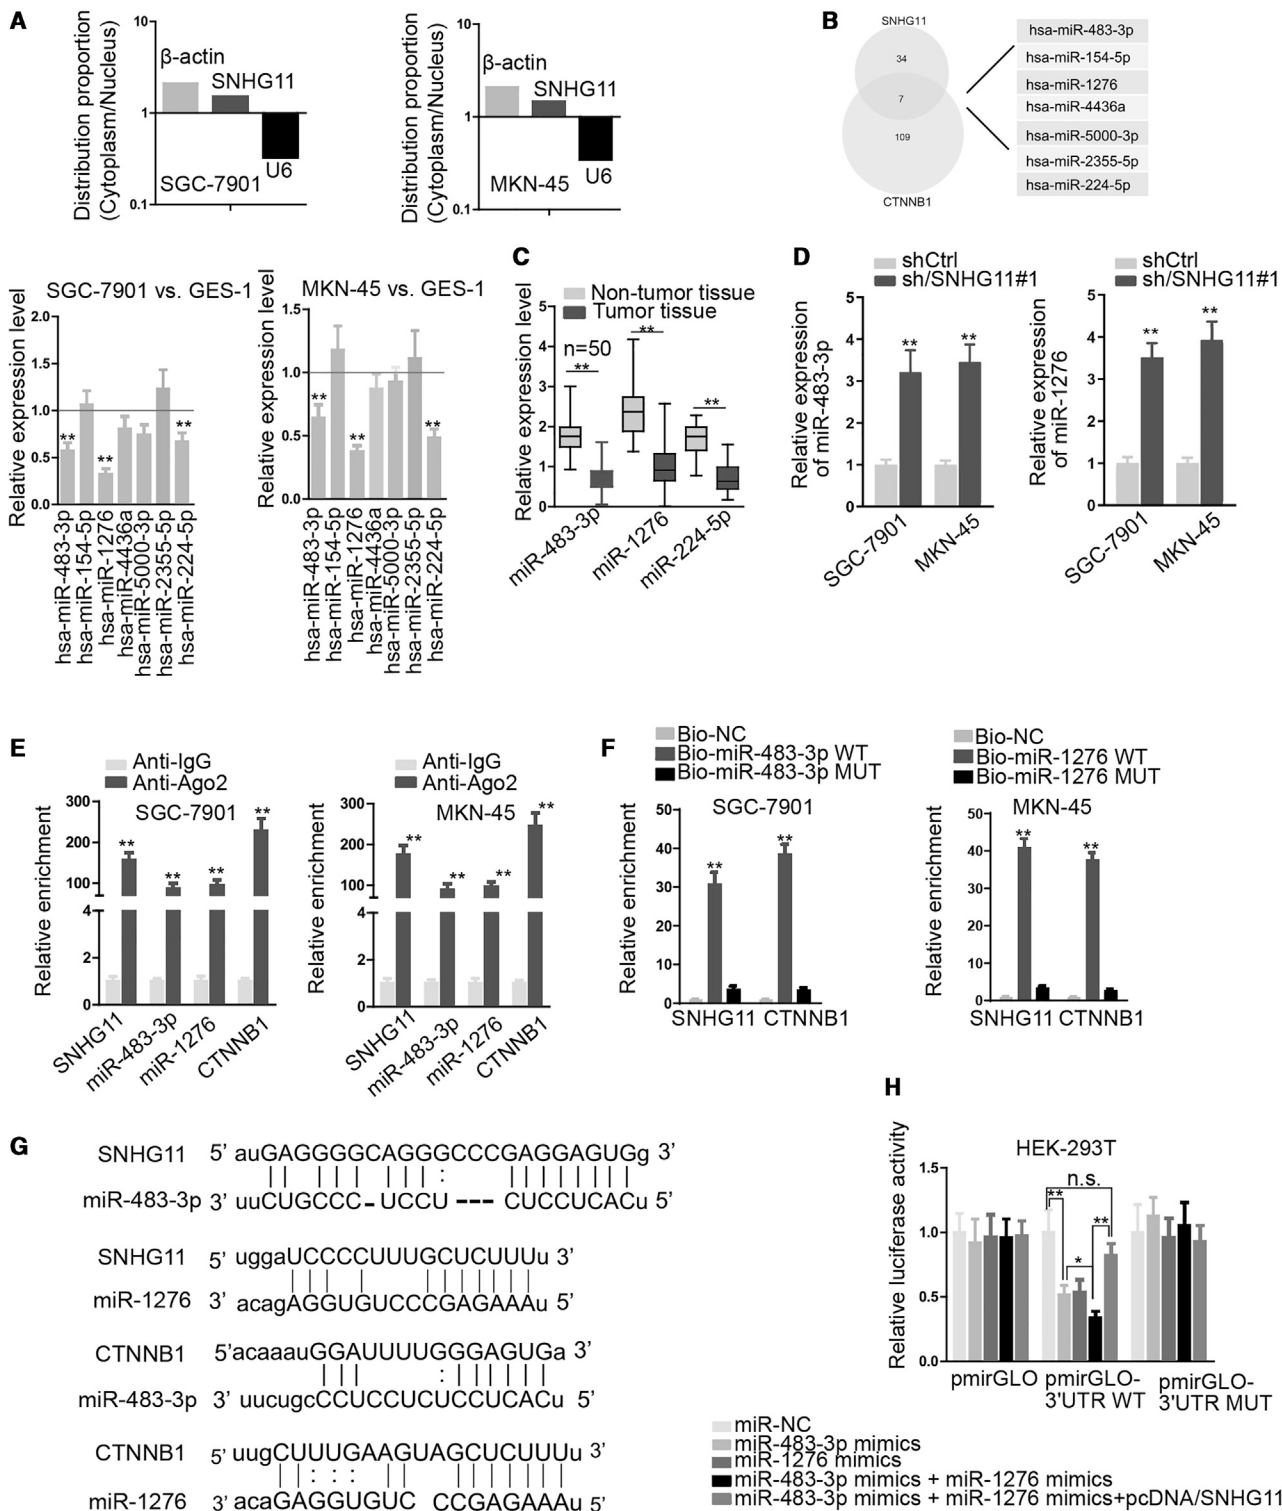 A
Distribution proportion
(Cytoplasm/Nucleus)
10
1
0.1
β-actin
SNHG11
U6
SGC-7901
Distribution proportion
(Cytoplasm/Nucleus)
10
1
0.1
β-actin
SNHG11
U6
MKN-45
B
SNHG11
34
7
109
CTNNB1
hsa-miR-483-3p
hsa-miR-154-5p
hsa-miR-1276
hsa-miR-4436a
hsa-miR-5000-3p
hsa-miR-2355-5p
hsa-miR-224-5p
SGC-7901 vs. GES-1
Relative expression level
2.0
1.5
1.0
0.5
0.0
**
**
**
hsa-miR-483-3p
hsa-miR-154-5p
hsa-miR-1276
hsa-miR-4436a
hsa-miR-5000-3p
hsa-miR-2355-5p
hsa-miR-224-5p
MKN-45 vs. GES-1
Relative expression level
1.5
1.0
0.5
0.0
**
**
**
hsa-miR-483-3p
hsa-miR-154-5p
hsa-miR-1276
hsa-miR-4436a
hsa-miR-5000-3p
hsa-miR-2355-5p
hsa-miR-224-5p
C
Non-tumor tissue
Tumor tissue
n=50
Relative expression level
5
4
3
2
1
0
**
**
**
miR-483-3p
miR-1276
miR-224-5p
D
shCtrl
sh/SNHG11#1
Relative expression
of miR-483-3p
5
4
3
2
1
0
**
**
SGC-7901
MKN-45
shCtrl
sh/SNHG11#1
Relative expression
of miR-1276
5
4
3
2
1
0
**
**
SGC-7901
MKN-45
E
Anti-IgG
Anti-Ago2
SGC-7901
Relative enrichment
300
200
100
4
2
0
**
**
**
**
SNHG11
miR-483-3p
miR-1276
CTNNB1
Anti-IgG
Anti-Ago2
MKN-45
Relative enrichment
300
200
100
4
2
0
**
**
**
**
SNHG11
miR-483-3p
miR-1276
CTNNB1
F
Bio-NC
Bio-miR-483-3p WT
Bio-miR-483-3p MUT
SGC-7901
Relative enrichment
50
40
30
20
10
0
**
**
SNHG11 CTNNB1
Bio-NC
Bio-miR-1276 WT
Bio-miR-1276 MUT
MKN-45
Relative enrichment
50
40
30
20
10
0
**
**
SNHG11 CTNNB1
G
SNHG11 5’ auGAGGGGCAGGGCCCGAGGAGUGg 3’
miR-483-3p 3’ uuCUGCCC-UCCU --- CUCCUCACu 5’
SNHG11 5’ uggaUCCCCUUUGCUCUUUu 3’
miR-1276 3’ acagAGGUGUCCCGAGAAAu 5’
CTNNB1 5’acaaauGGAUUUUGGGAGUGa 3’
miR-483-3p 3’ uucugcCCUCCUCUCCUCACu 5’
CTNNB1 5’ uugCUUUGAAGUAGCUCUUUu 3’
miR-1276 3’ acaGAGGUGUC CCGAGAAAu 5’
H
HEK-293T
Relative luciferase activity
1.5
1.0
0.5
0.0
n.s.
**
**
*
pmirGLO
pmirGLO-
3'UTR WT
pmirGLO-
3'UTR MUT
miR-NC
miR-483-3p mimics
miR-1276 mimics
miR-483-3p mimics + miR-1276 mimics
miR-483-3p mimics + miR-1276 mimics+pcDNA/SNHG11